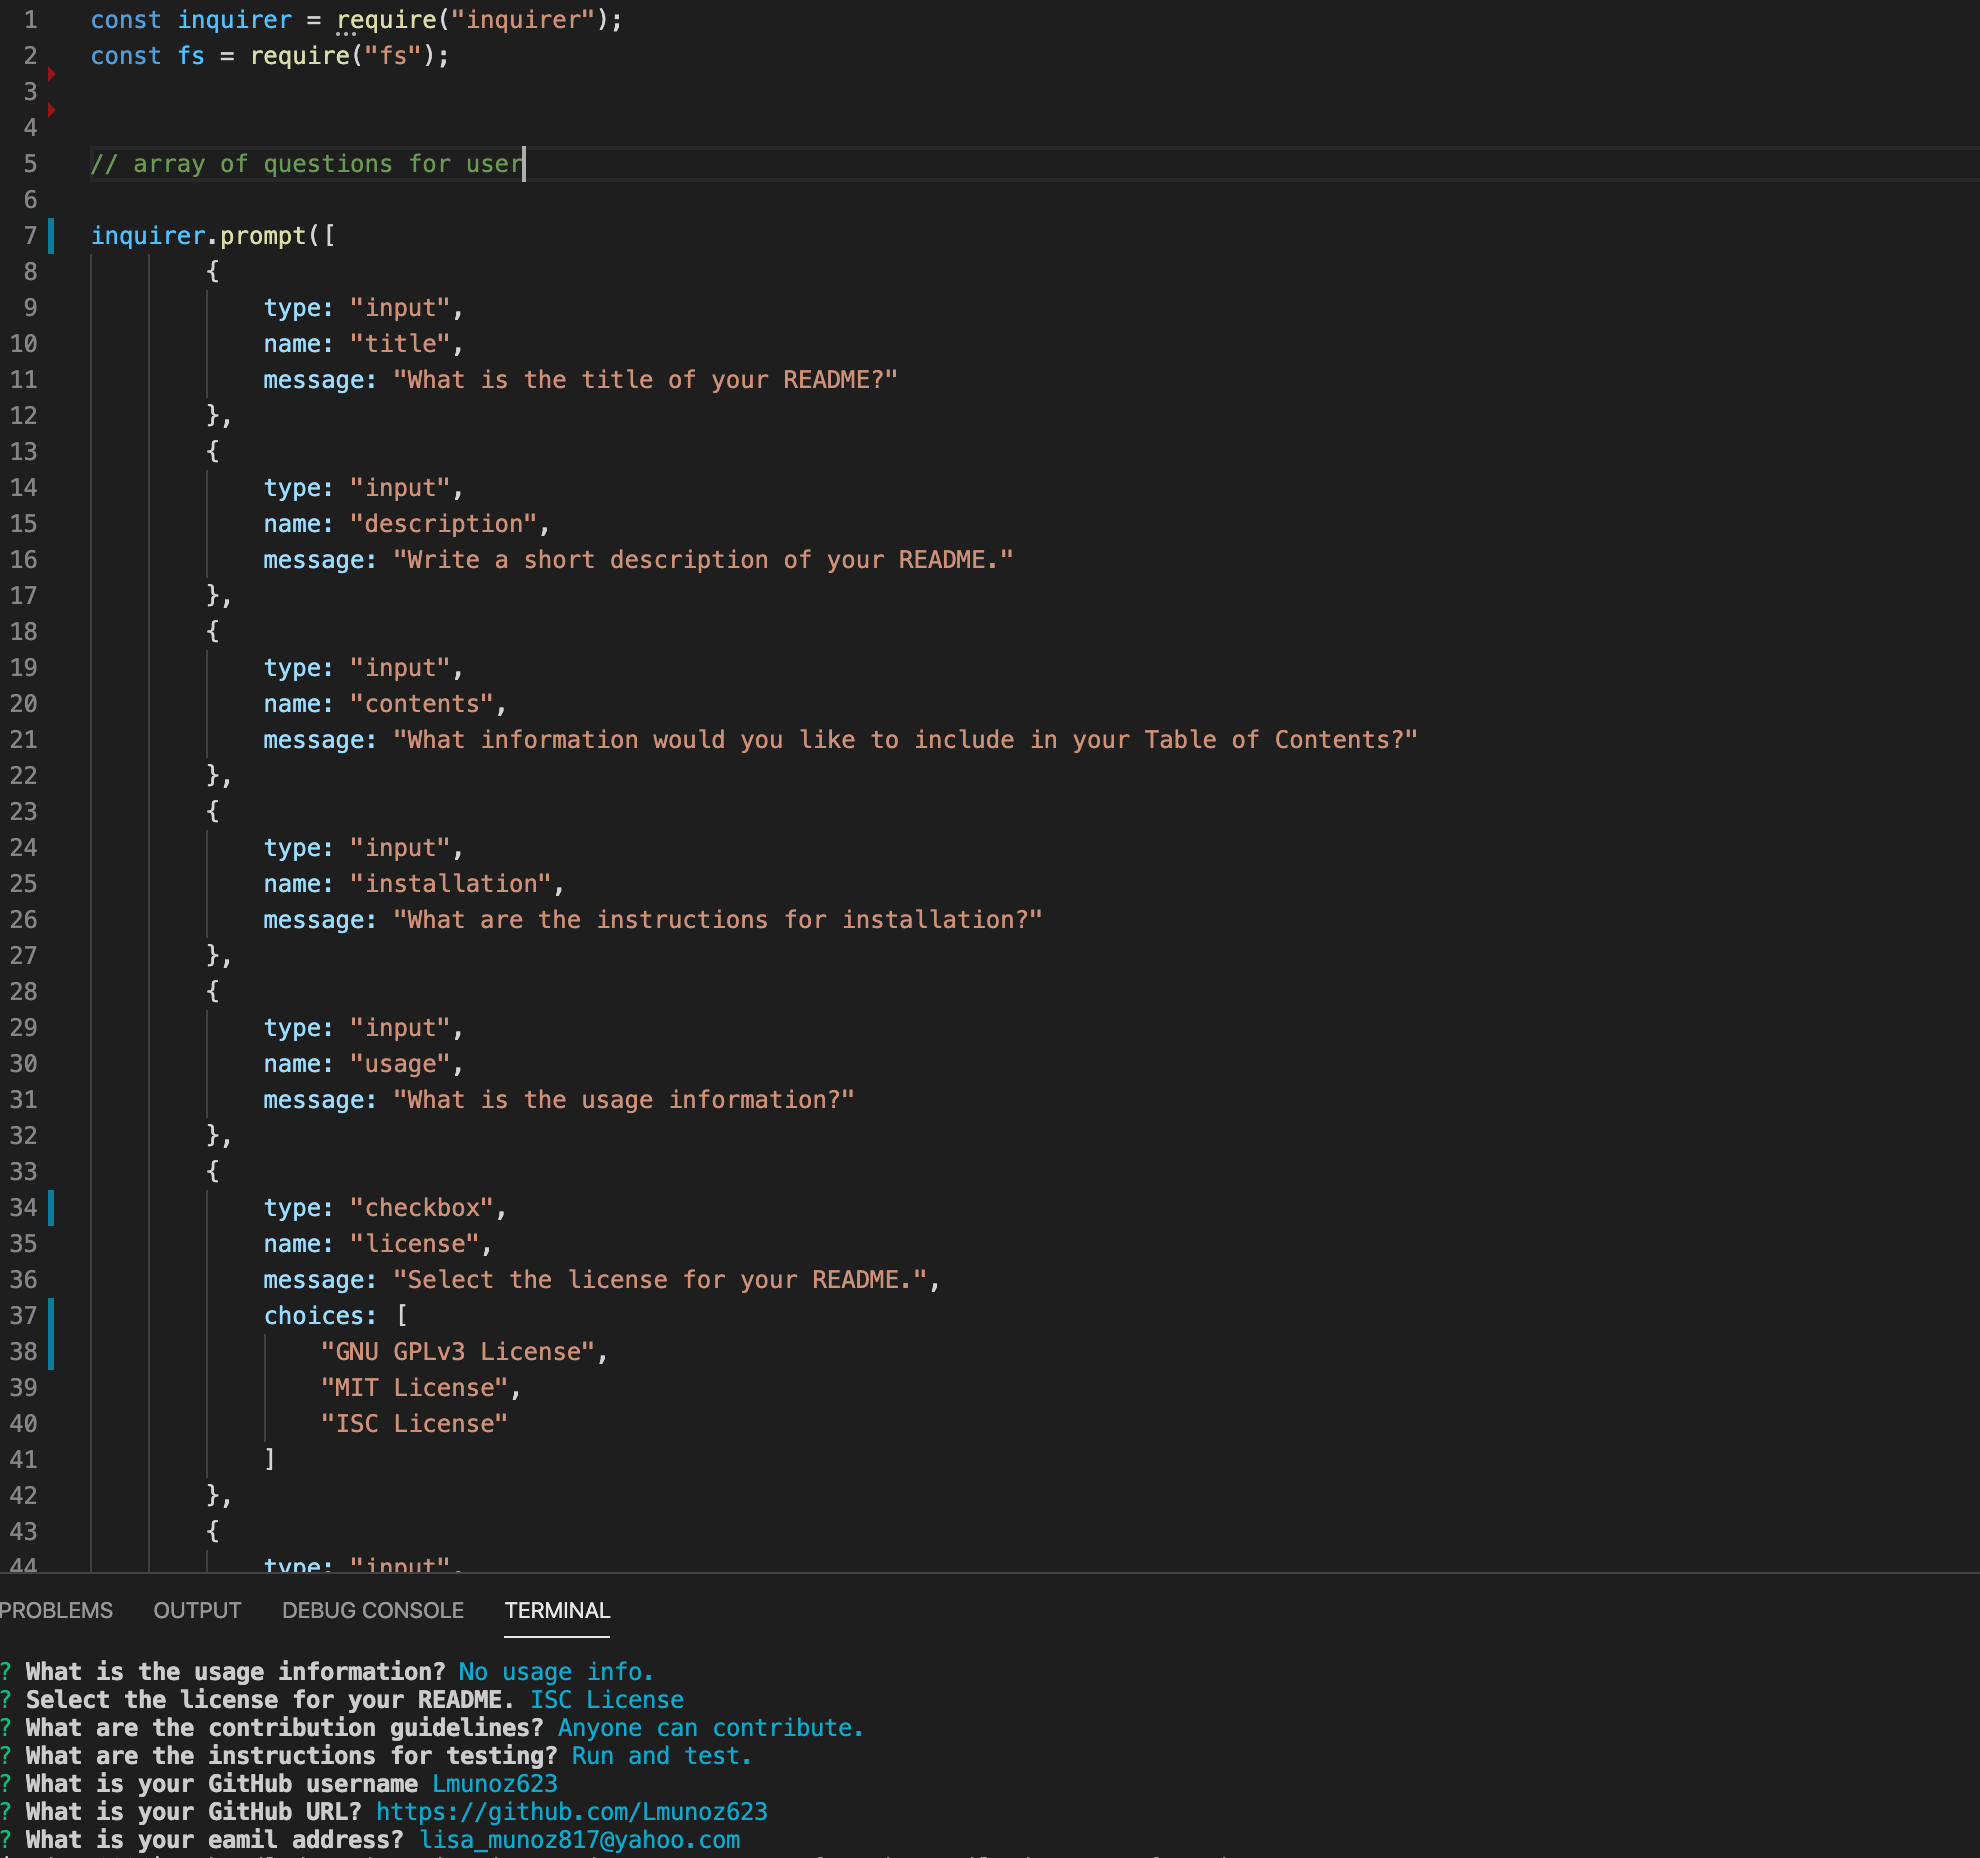 1 const inquirer = require("inquirer");
2 const fs = require("fs");
3
4
5 // array of questions for user
6
7 inquirer.prompt([
8 {
9 type: "input",
10 name: "title",
11 message: "What is the title of your README?"
12 },
13 {
14 type: "input",
15 name: "description",
16 message: "Write a short description of your README."
17 },
18 {
19 type: "input",
20 name: "contents",
21 message: "What information would you like to include in your Table of Contents?"
22 },
23 {
24 type: "input",
25 name: "installation",
26 message: "What are the instructions for installation?"
27 },
28 {
29 type: "input",
30 name: "usage",
31 message: "What is the usage information?"
32 },
33 {
34 type: "checkbox",
35 name: "license",
36 message: "Select the license for your README.",
37 choices: [
38 "GNU GPLv3 License",
39 "MIT License",
40 "ISC License"
41 ]
42 },
43 {
44 type: "input",
PROBLEMS OUTPUT DEBUG CONSOLE TERMINAL
? What is the usage information? No usage info.
? Select the license for your README. ISC License
? What are the contribution guidelines? Anyone can contribute.
? What are the instructions for testing? Run and test.
? What is your GitHub username Lmunoz623
? What is your GitHub URL? https://github.com/Lmunoz623
? What is your eamil address? lisa_munoz817@yahoo.com